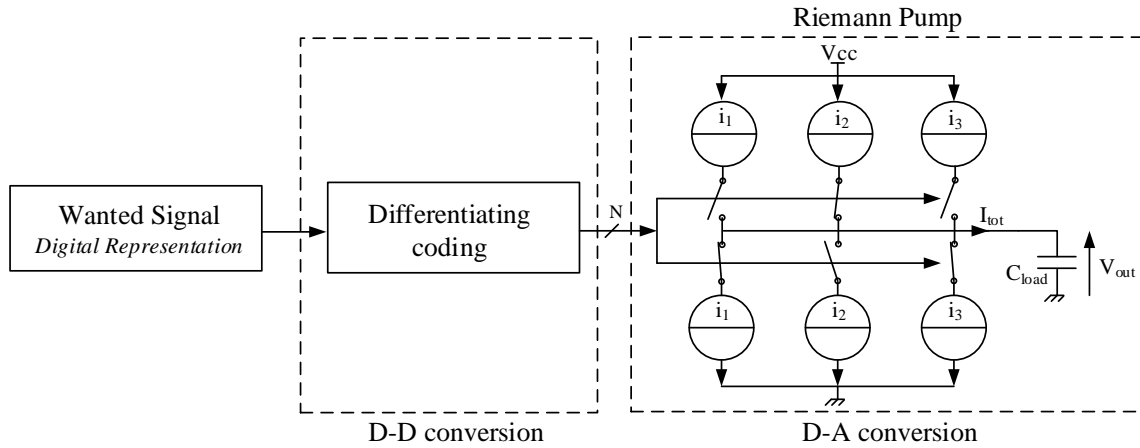 Riemann Pump
Vcc
i1 i2 i3
Wanted Signal
Digital Representation
Differentiating
coding
N
Itot
Cload
Vout
i1 i2 i3
D-D conversion
D-A conversion